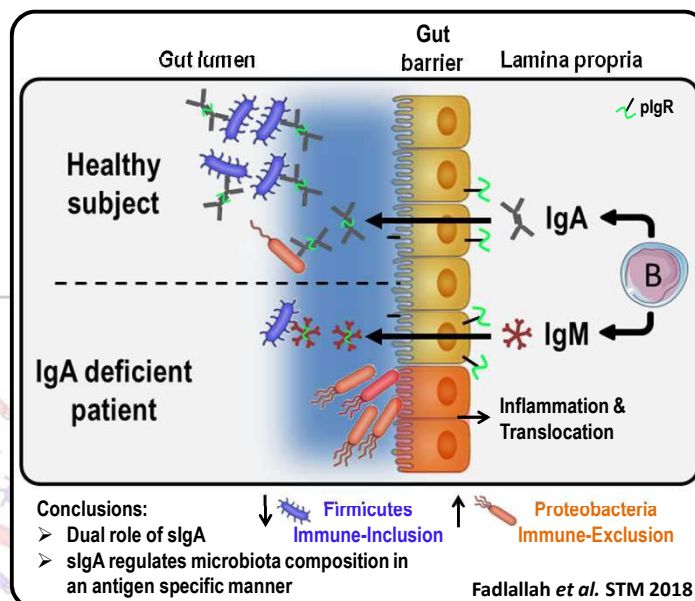 Gut lumen
Gut
barrier
Lamina propria
pIgR
Healthy
subject
IgA
B
IgM
IgA deficient
patient
Inflammation &
Translocation
Conclusions:
➤ Dual role of sIgA
➤ sIgA regulates microbiota composition in
an antigen specific manner
↓ Firmicutes
Immune-Inclusion
↑ Proteobacteria
Immune-Exclusion
Fadlallah et al. STM 2018